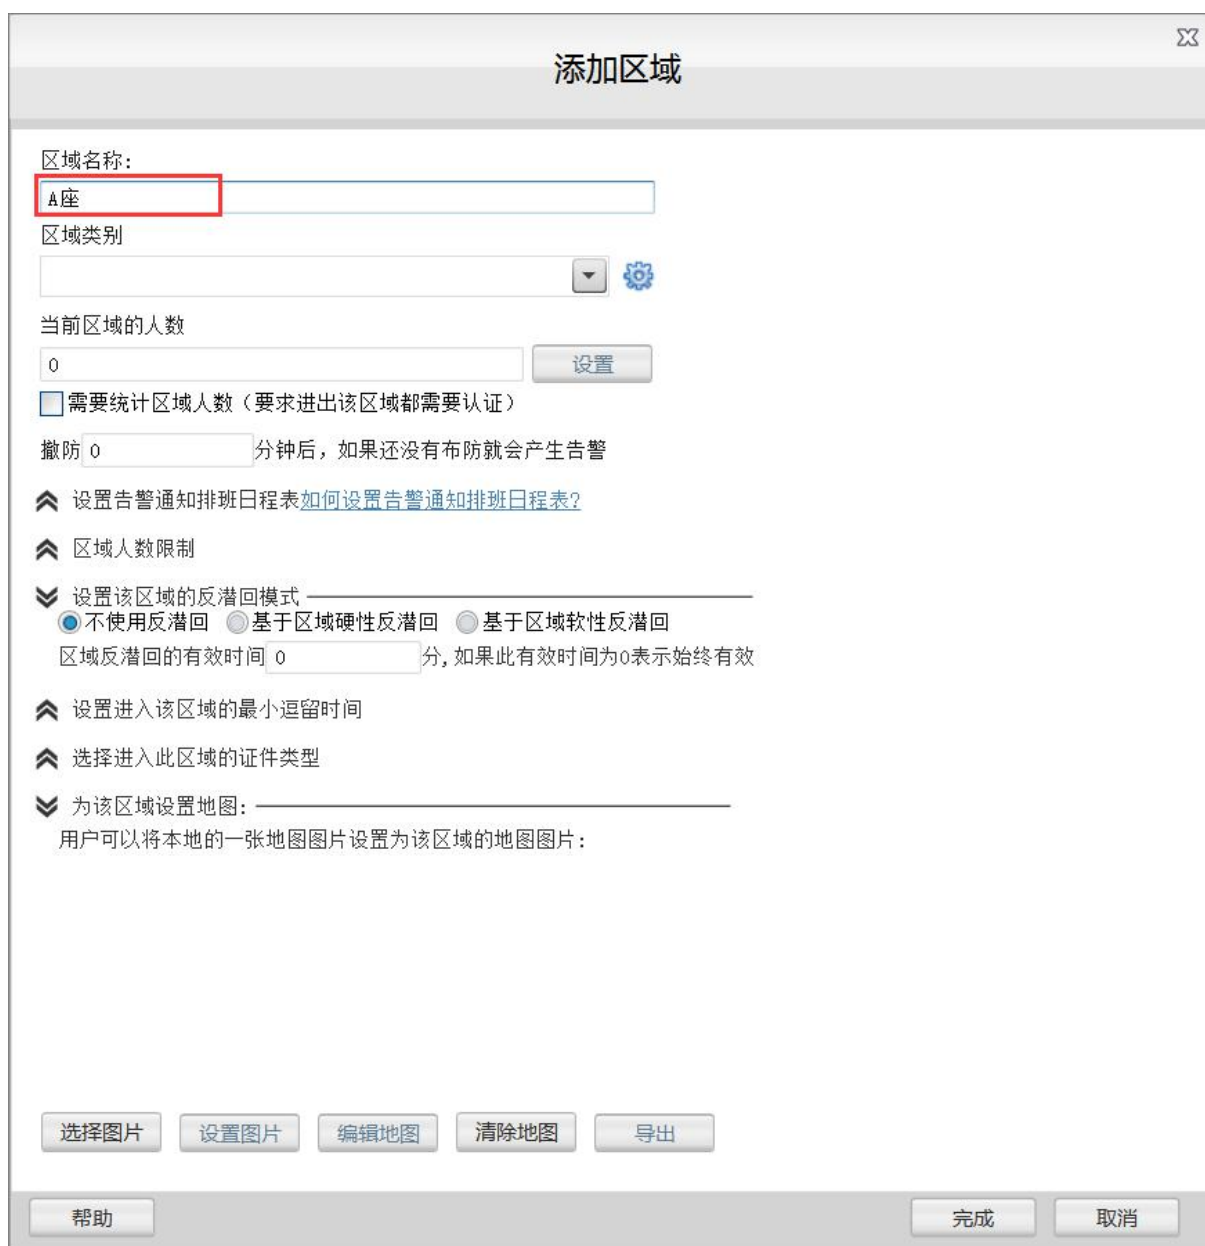 添加区域
区域名称:
A座
区域类别
当前区域的人数
0 设置
需要统计区域人数（要求进出该区域都需要认证）
撤防 0 分钟后，如果还没有布防就会产生告警
设置告警通知排班日程表如何设置告警通知排班日程表?
区域人数限制
设置该区域的反潜回模式
不使用反潜回 基于区域硬性反潜回 基于区域软性反潜回
区域反潜回的有效时间 0 分,如果此有效时间为0表示始终有效
设置进入该区域的最小逗留时间
选择进入此区域的证件类型
为该区域设置地图:
用户可以将本地的一张地图图片设置为该区域的地图图片:
选择图片 设置图片 编辑地图 清除地图 导出
帮助 完成 取消